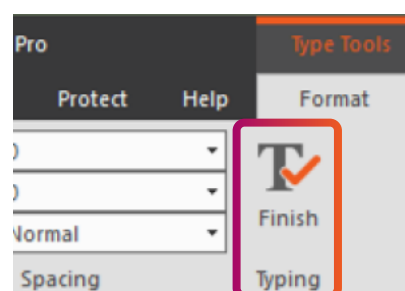 Pro Type Tools
Protect Help Format
Normal
Finish
Spacing Typing